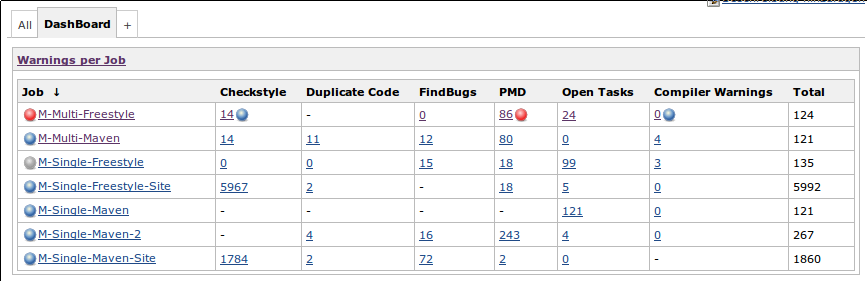 All DashBoard +
Warnings per Job
Job ↓ Checkstyle Duplicate Code FindBugs PMD Open Tasks Compiler Warnings Total
M-Multi-Freestyle 14 - 0 86 24 0 124
M-Multi-Maven 14 11 12 80 0 4 121
M-Single-Freestyle 0 0 15 18 99 3 135
M-Single-Freestyle-Site 5967 2 - 18 5 0 5992
M-Single-Maven - - - - 121 0 121
M-Single-Maven-2 4 16 243 4 0 267
M-Single-Maven-Site 1784 2 72 2 0 - 1860